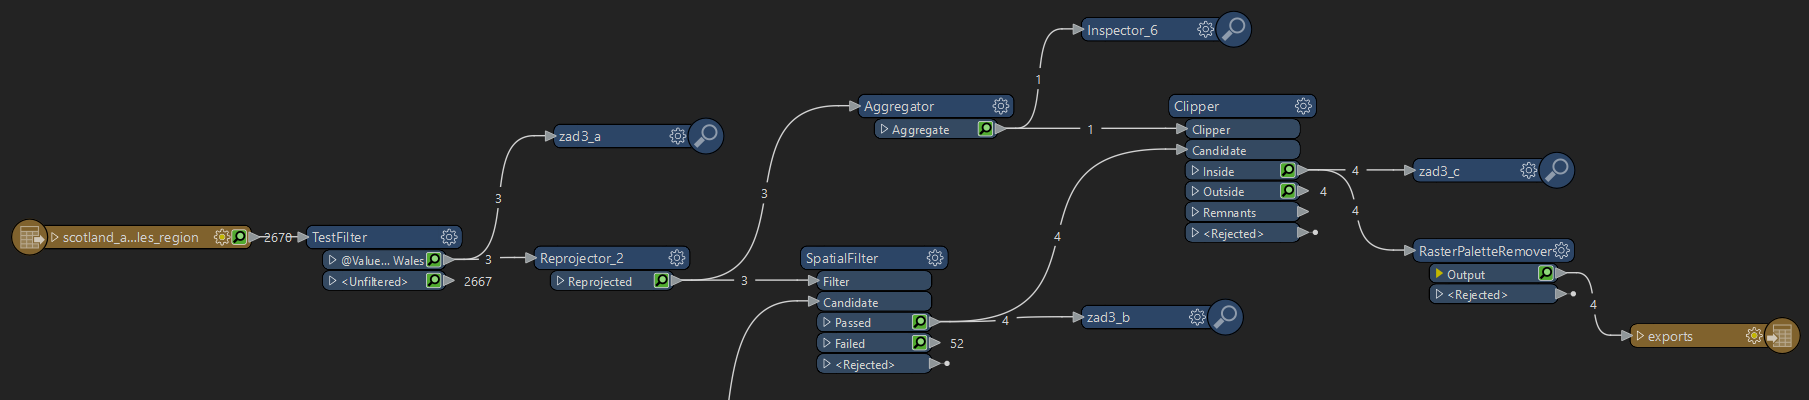 Inspector_6
1
Aggregator
Aggregate
1
Clipper
Clipper
Candidate
Inside
4
zad3_c
Outside
4
Remnants
<Rejected>
4
zad3_a
3
3
scotland_a...les_region
2670
TestFilter
@Value... Wales
3
<Unfiltered>
2667
Reprojector_2
Reprojected
3
SpatialFilter
Filter
Candidate
Passed
4
Failed
52
<Rejected>
4
zad3_b
RasterPaletteRemover
Output
<Rejected>
4
exports